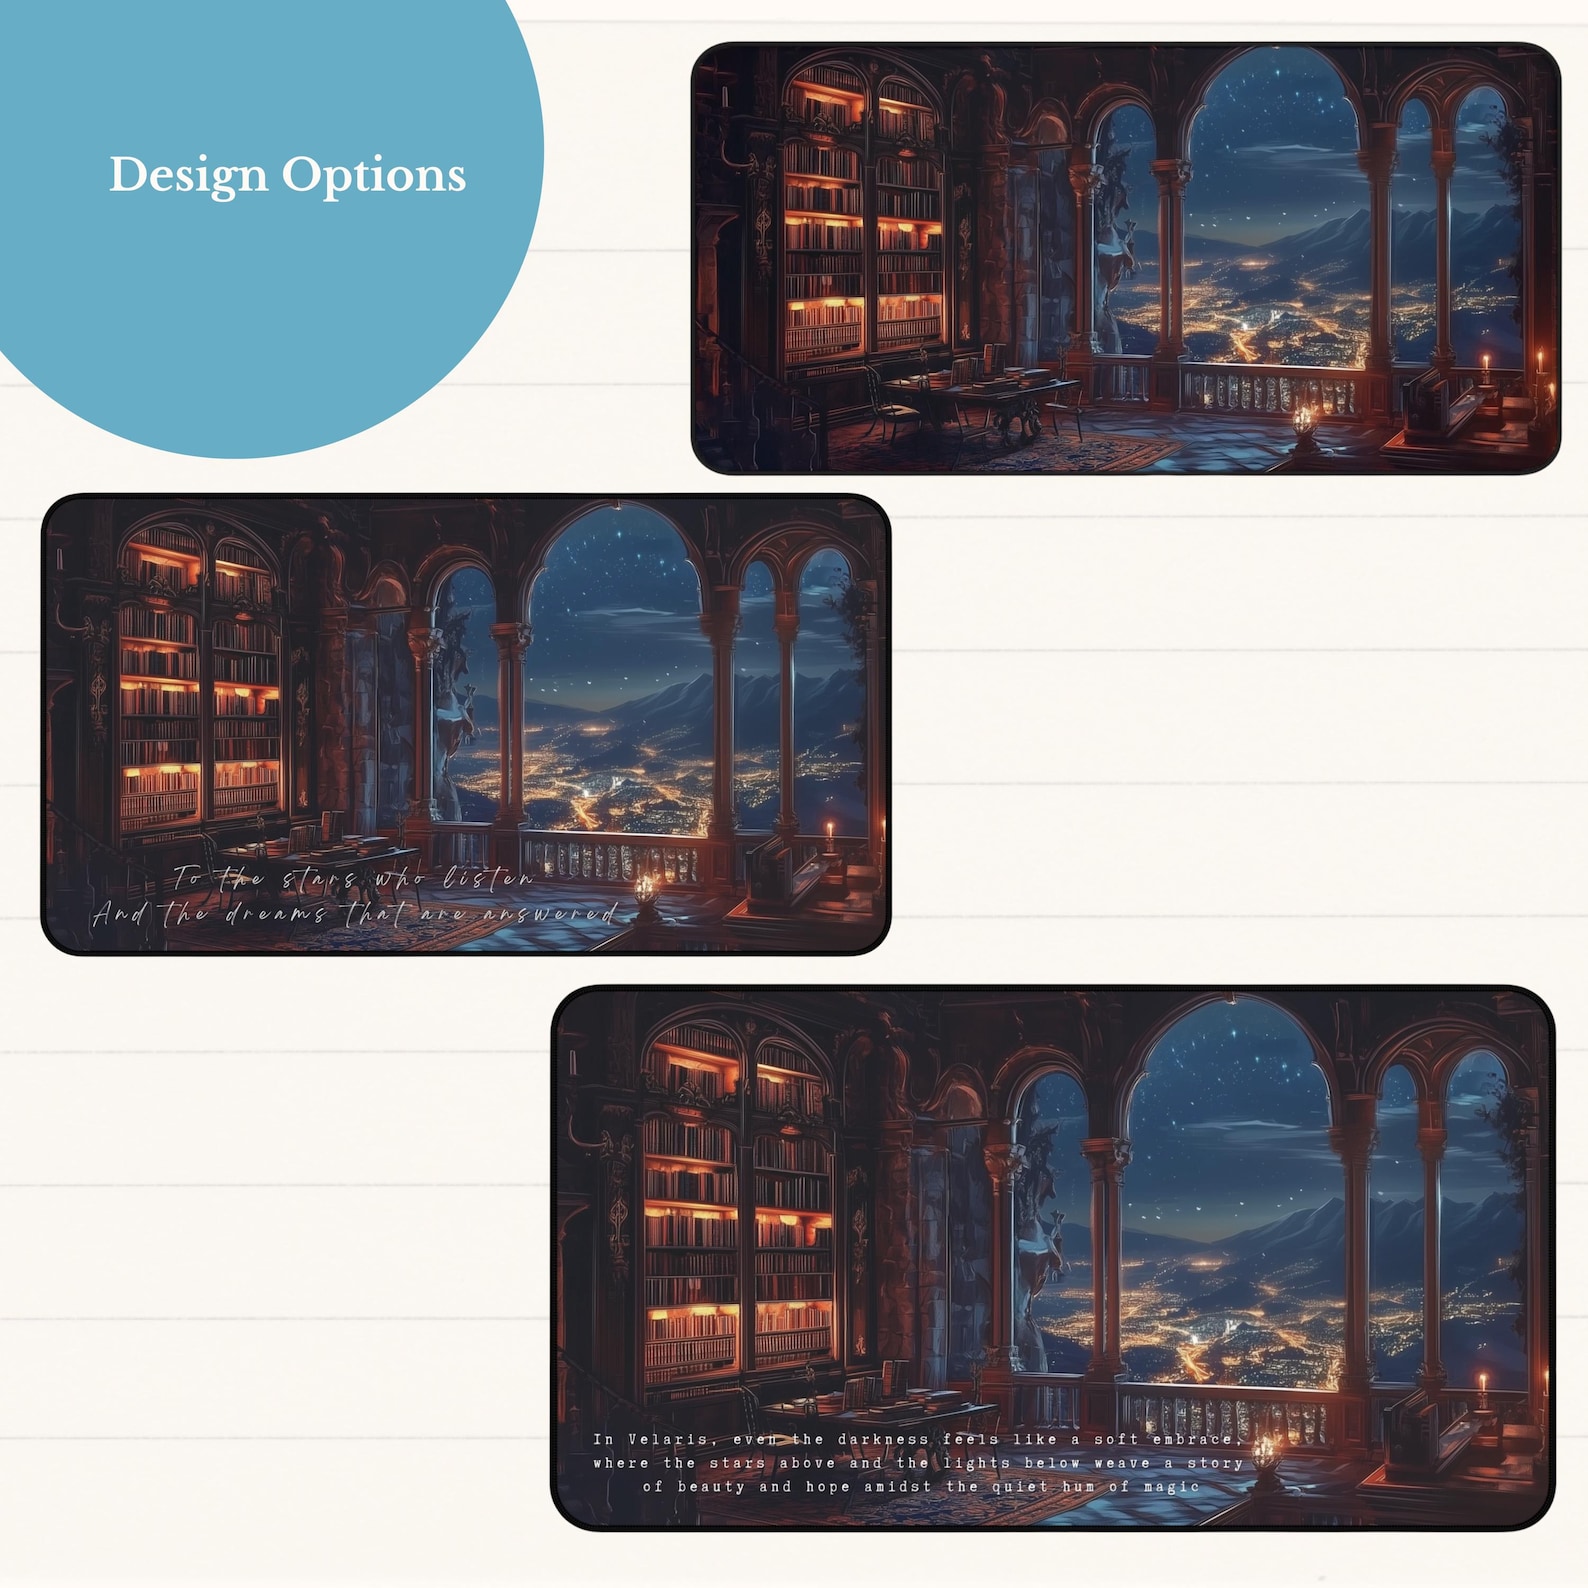 Design Options
To the stars who listen
And the dreams that are answered
In Velaris, even the darkness feels like a soft embrace,
where the stars above and the lights below weave a story
of beauty and hope amidst the quiet hum of magic